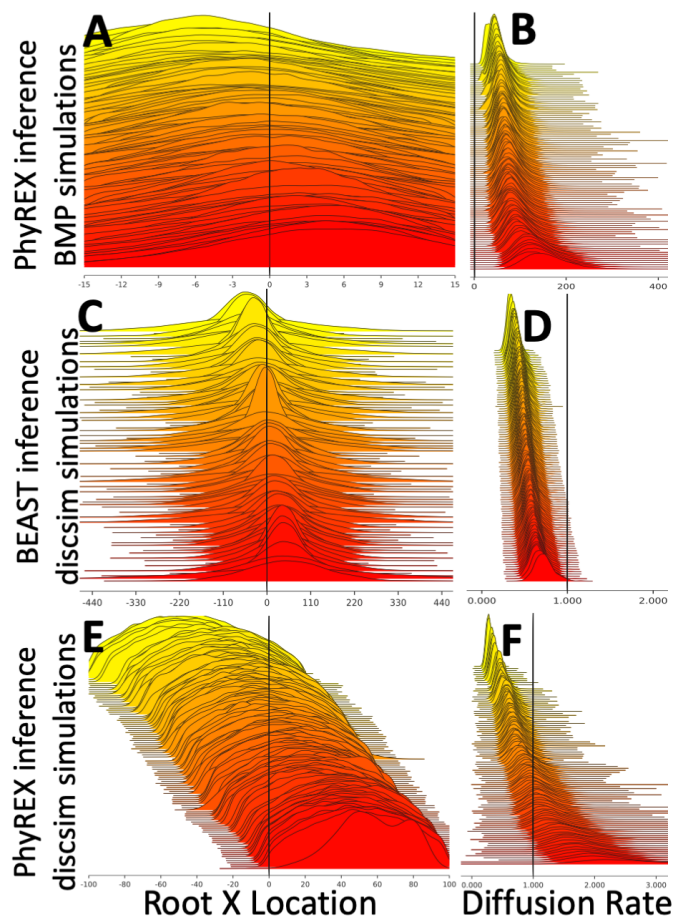 A
B
PhyREX inference
BMP simulations
-15 -12 -9 -6 -3 0 3 6 9 12 15
0 200 400
C
D
BEAST inference
discsim simulations
-440 -330 -220 -110 0 110 220 330 440
0.000 1.000 2.000
E
F
PhyREX inference
discsim simulations
-100 -80 -60 -40 -20 0 20 40 60 80 100
0.000 1.000 2.000 3.000
Root X Location
Diffusion Rate